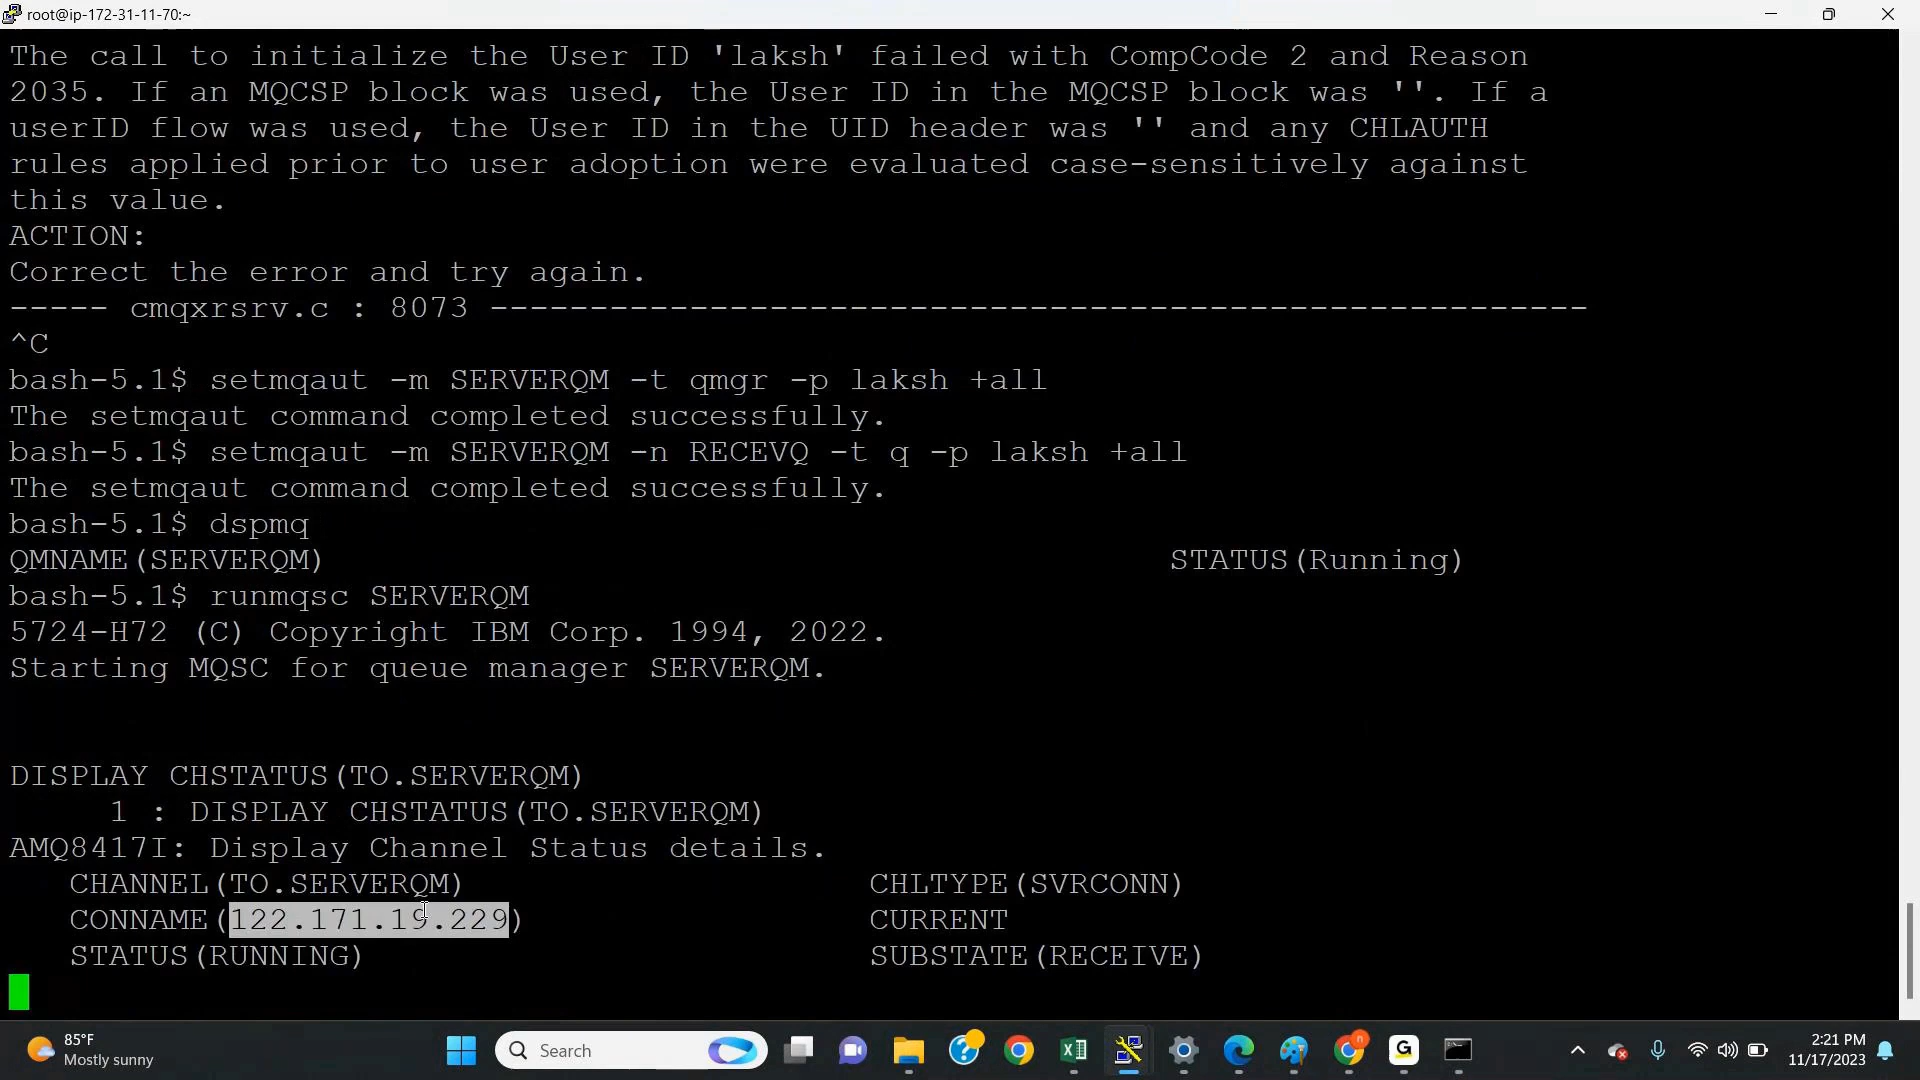 root@ip-172-31-11-70:~
The call to initialize the User ID 'laksh' failed with CompCode 2 and Reason
2035. If an MQCSP block was used, the User ID in the MQCSP block was ''. If a
userID flow was used, the User ID in the UID header was '' and any CHLAUTH
rules applied prior to user adoption were evaluated case-sensitively against
this value.
ACTION:
Correct the error and try again.
----- cmqxrsrv.c : 8073 -------------------------------------------------------
^C
bash-5.1$ setmqaut -m SERVERQM -t qmgr -p laksh +all
The setmqaut command completed successfully.
bash-5.1$ setmqaut -m SERVERQM -n RECEVQ -t q -p laksh +all
The setmqaut command completed successfully.
bash-5.1$ dspmq
QMNAME(SERVERQM) STATUS(Running)
bash-5.1$ runmqsc SERVERQM
5724-H72 (C) Copyright IBM Corp. 1994, 2022.
Starting MQSC for queue manager SERVERQM.
DISPLAY CHSTATUS(TO.SERVERQM)
1 : DISPLAY CHSTATUS(TO.SERVERQM)
AMQ8417I: Display Channel Status details.
CHANNEL(TO.SERVERQM) CHLTYPE(SVRCONN)
CONNAME(122.171.19.229) CURRENT
STATUS(RUNNING) SUBSTATE(RECEIVE)
85°F
Mostly sunny
Search
2:21 PM
11/17/2023